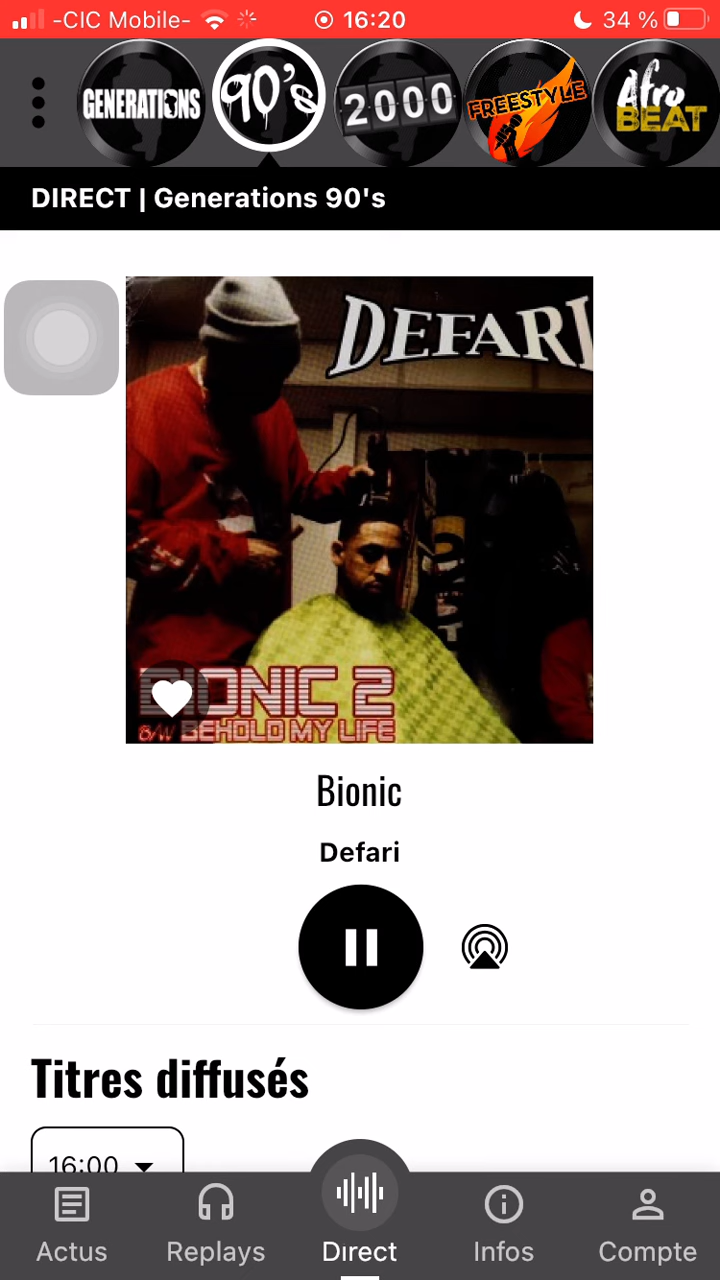 -CIC Mobile-
16:20
34 %
GENERATIONS
90's
2000
FREESTYLE
Afro
BEAT
DIRECT | Generations 90's
DEFARI
BIONIC 2
B/W BEHOLD MY LIFE
Bionic
Defari
Titres diffusés
16:00
Actus
Replays
Direct
Infos
Compte